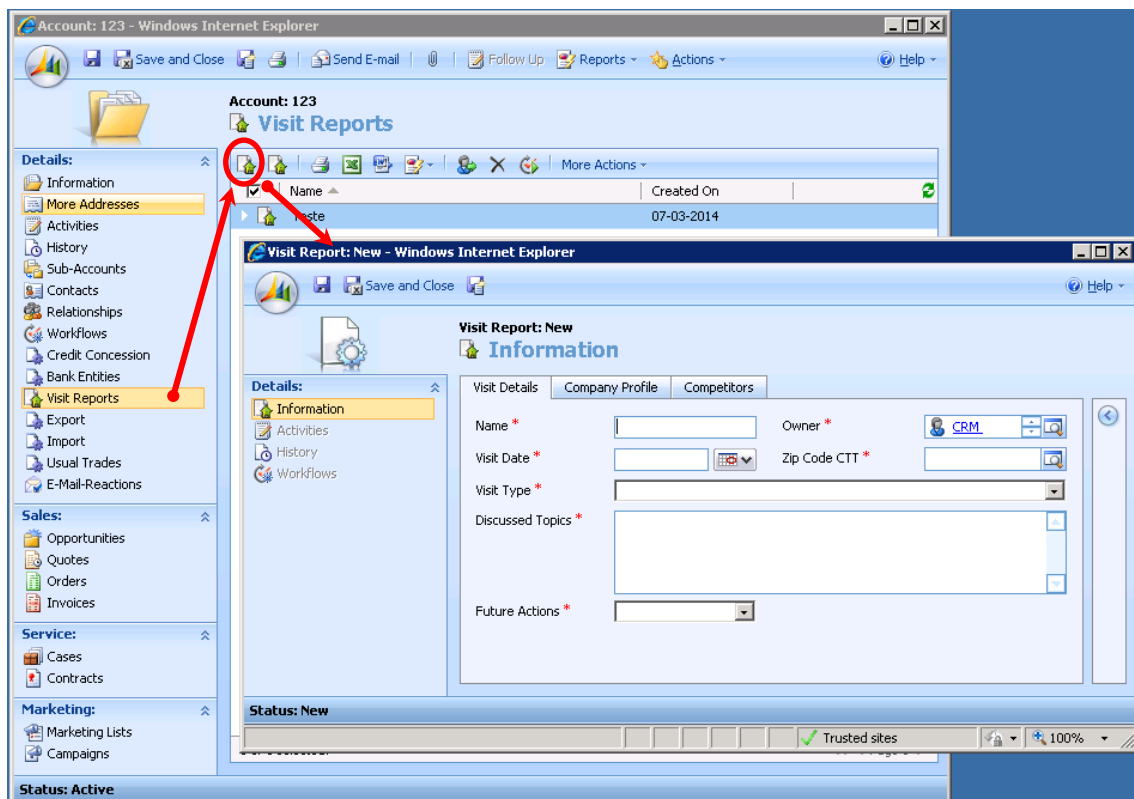 Account: 123 - Windows Internet Explorer
Save and Close Send E-mail Follow Up Reports Actions Help
Account: 123
Visit Reports
Details:
Information
More Addresses
Activities
History
Sub-Accounts
Contacts
Relationships
Workflows
Credit Concession
Bank Entities
Visit Reports
Export
Import
Usual Trades
E-Mail-Reactions
Sales:
Opportunities
Quotes
Orders
Invoices
Service:
Cases
Contracts
Marketing:
Marketing Lists
Campaigns
Status: Active
More Actions
Name Created On
Teste 07-03-2014
Visit Report: New - Windows Internet Explorer
Save and Close Help
Visit Report: New
Information
Details:
Information
Activities
History
Workflows
Visit Details Company Profile Competitors
Name * Owner * CRM
Visit Date * Zip Code CTT *
Visit Type *
Discussed Topics *
Future Actions *
Status: New
Trusted sites 100%